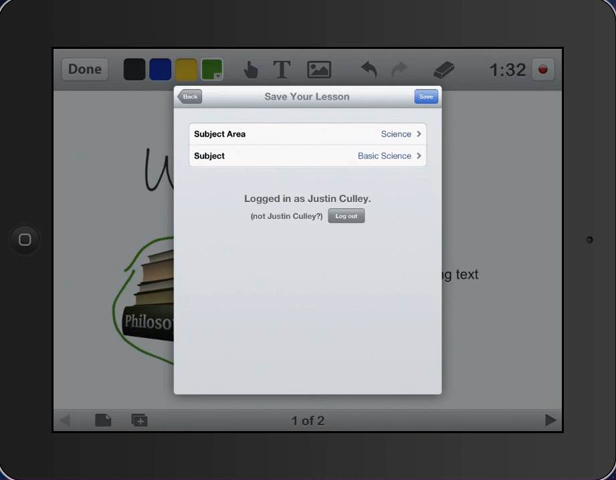 Done
T
1:32
Back
Save Your Lesson
Save
Subject Area
Science
Subject
Basic Science
Logged in as Justin Culley.
(not Justin Culley?)
Log out
W
Philoso
ng text
1 of 2